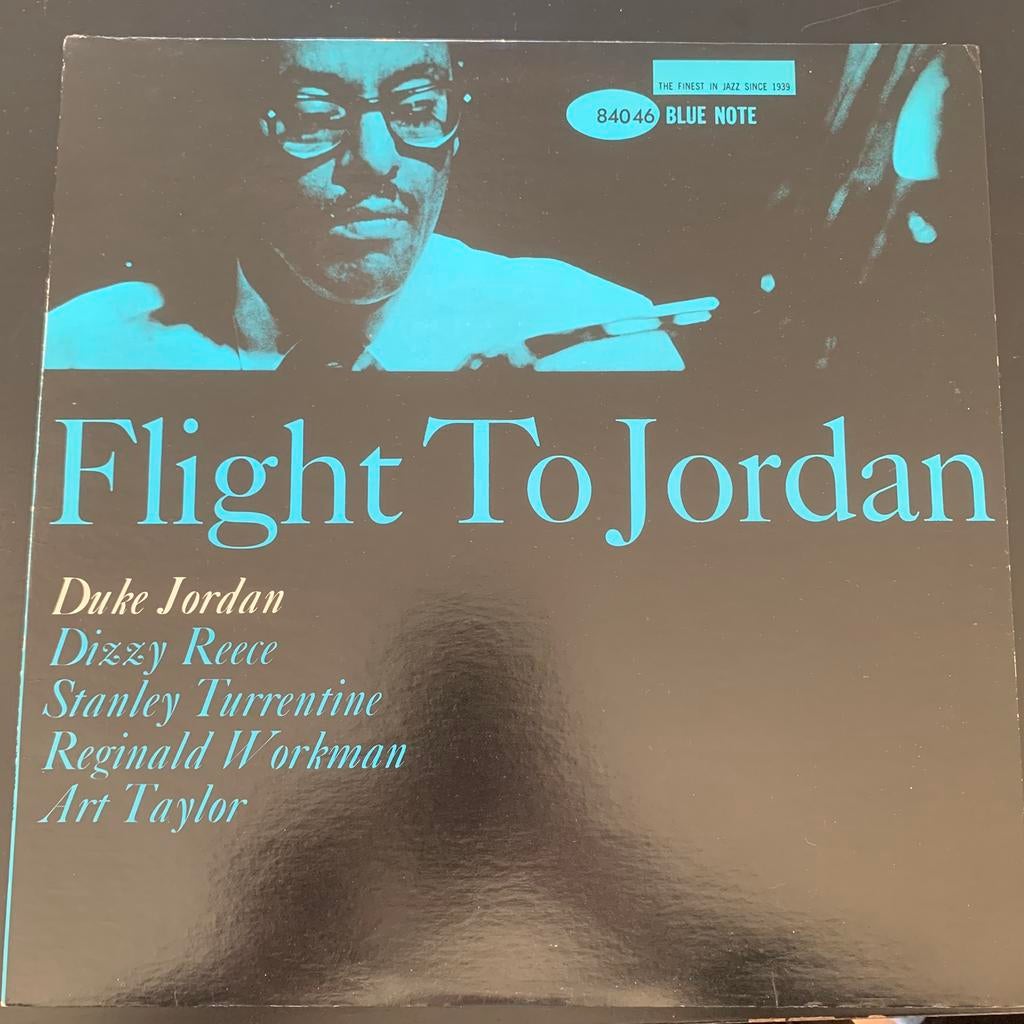 THE FINEST IN JAZZ SINCE 1939
84046 BLUE NOTE
Flight To Jordan
Duke Jordan
Dizzy Reece
Stanley Turrentine
Reginald Workman
Art Taylor